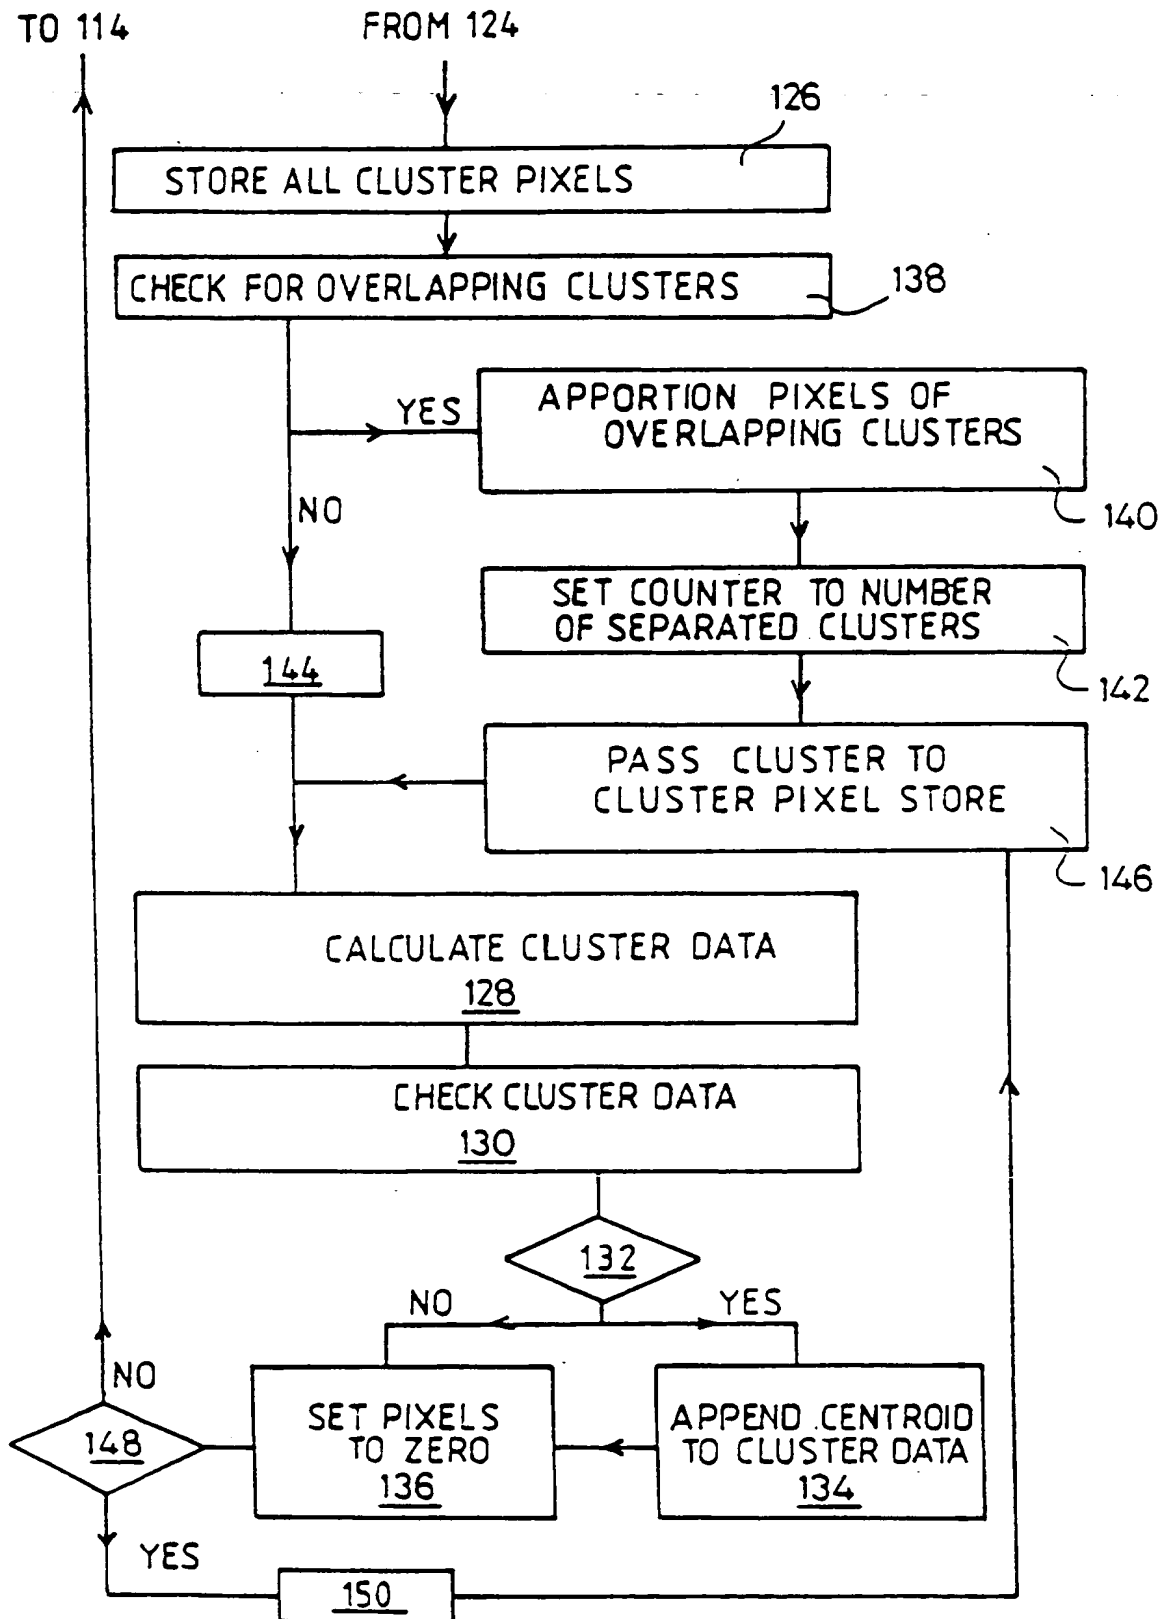 TO 114
FROM 124
126
STORE ALL CLUSTER PIXELS
CHECK FOR OVERLAPPING CLUSTERS
138
YES
APPORTION PIXELS OF
OVERLAPPING CLUSTERS
140
NO
SET COUNTER TO NUMBER
OF SEPARATED CLUSTERS
142
144
PASS CLUSTER TO
CLUSTER PIXEL STORE
146
CALCULATE CLUSTER DATA
128
CHECK CLUSTER DATA
130
132
NO
YES
NO
148
SET PIXELS
TO ZERO
136
APPEND CENTROID
TO CLUSTER DATA
134
YES
150